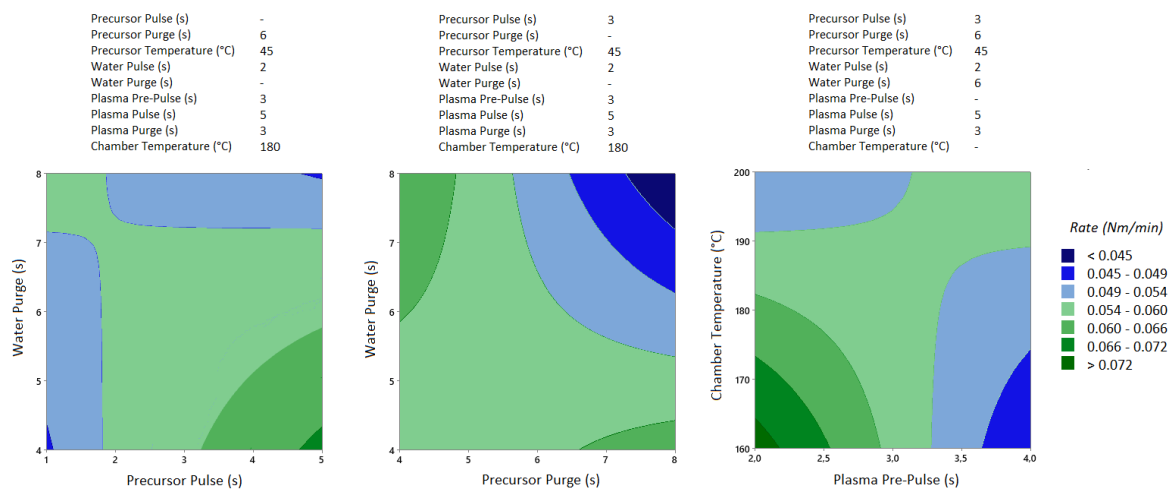 Precursor Pulse (s) -
Precursor Purge (s) 6
Precursor Temperature (°C) 45
Water Pulse (s) 2
Water Purge (s) -
Plasma Pre-Pulse (s) 3
Plasma Pulse (s) 5
Plasma Purge (s) 3
Chamber Temperature (°C) 180
8
7
6
5
4
Water Purge (s)
1 2 3 4 5
Precursor Pulse (s)
Precursor Pulse (s) 3
Precursor Purge (s) -
Precursor Temperature (°C) 45
Water Pulse (s) 2
Water Purge (s) -
Plasma Pre-Pulse (s) 3
Plasma Pulse (s) 5
Plasma Purge (s) 3
Chamber Temperature (°C) 180
8
7
6
5
4
Water Purge (s)
4 5 6 7 8
Precursor Purge (s)
Precursor Pulse (s) 3
Precursor Purge (s) 6
Precursor Temperature (°C) 45
Water Pulse (s) 2
Water Purge (s) 6
Plasma Pre-Pulse (s) -
Plasma Pulse (s) 5
Plasma Purge (s) 3
Chamber Temperature (°C) -
200
190
180
170
160
Chamber Temperature (°C)
2,0 2,5 3,0 3,5 4,0
Plasma Pre-Pulse (s)
Rate (Nm/min)
< 0.045
0.045 - 0.049
0.049 - 0.054
0.054 - 0.060
0.060 - 0.066
0.066 - 0.072
> 0.072